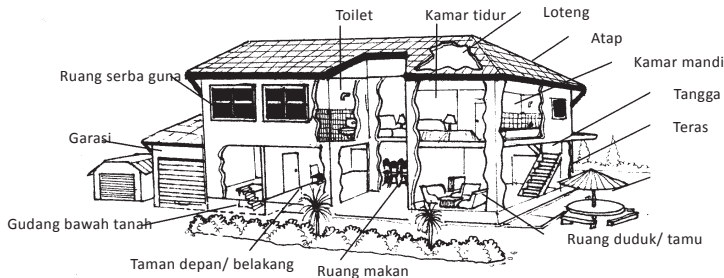 Toilet
Kamar tidur
Loteng
Atap
Kamar mandi
Ruang serba guna
Tangga
Teras
Garasi
Gudang bawah tanah
Taman depan/ belakang
Ruang makan
Ruang duduk/ tamu